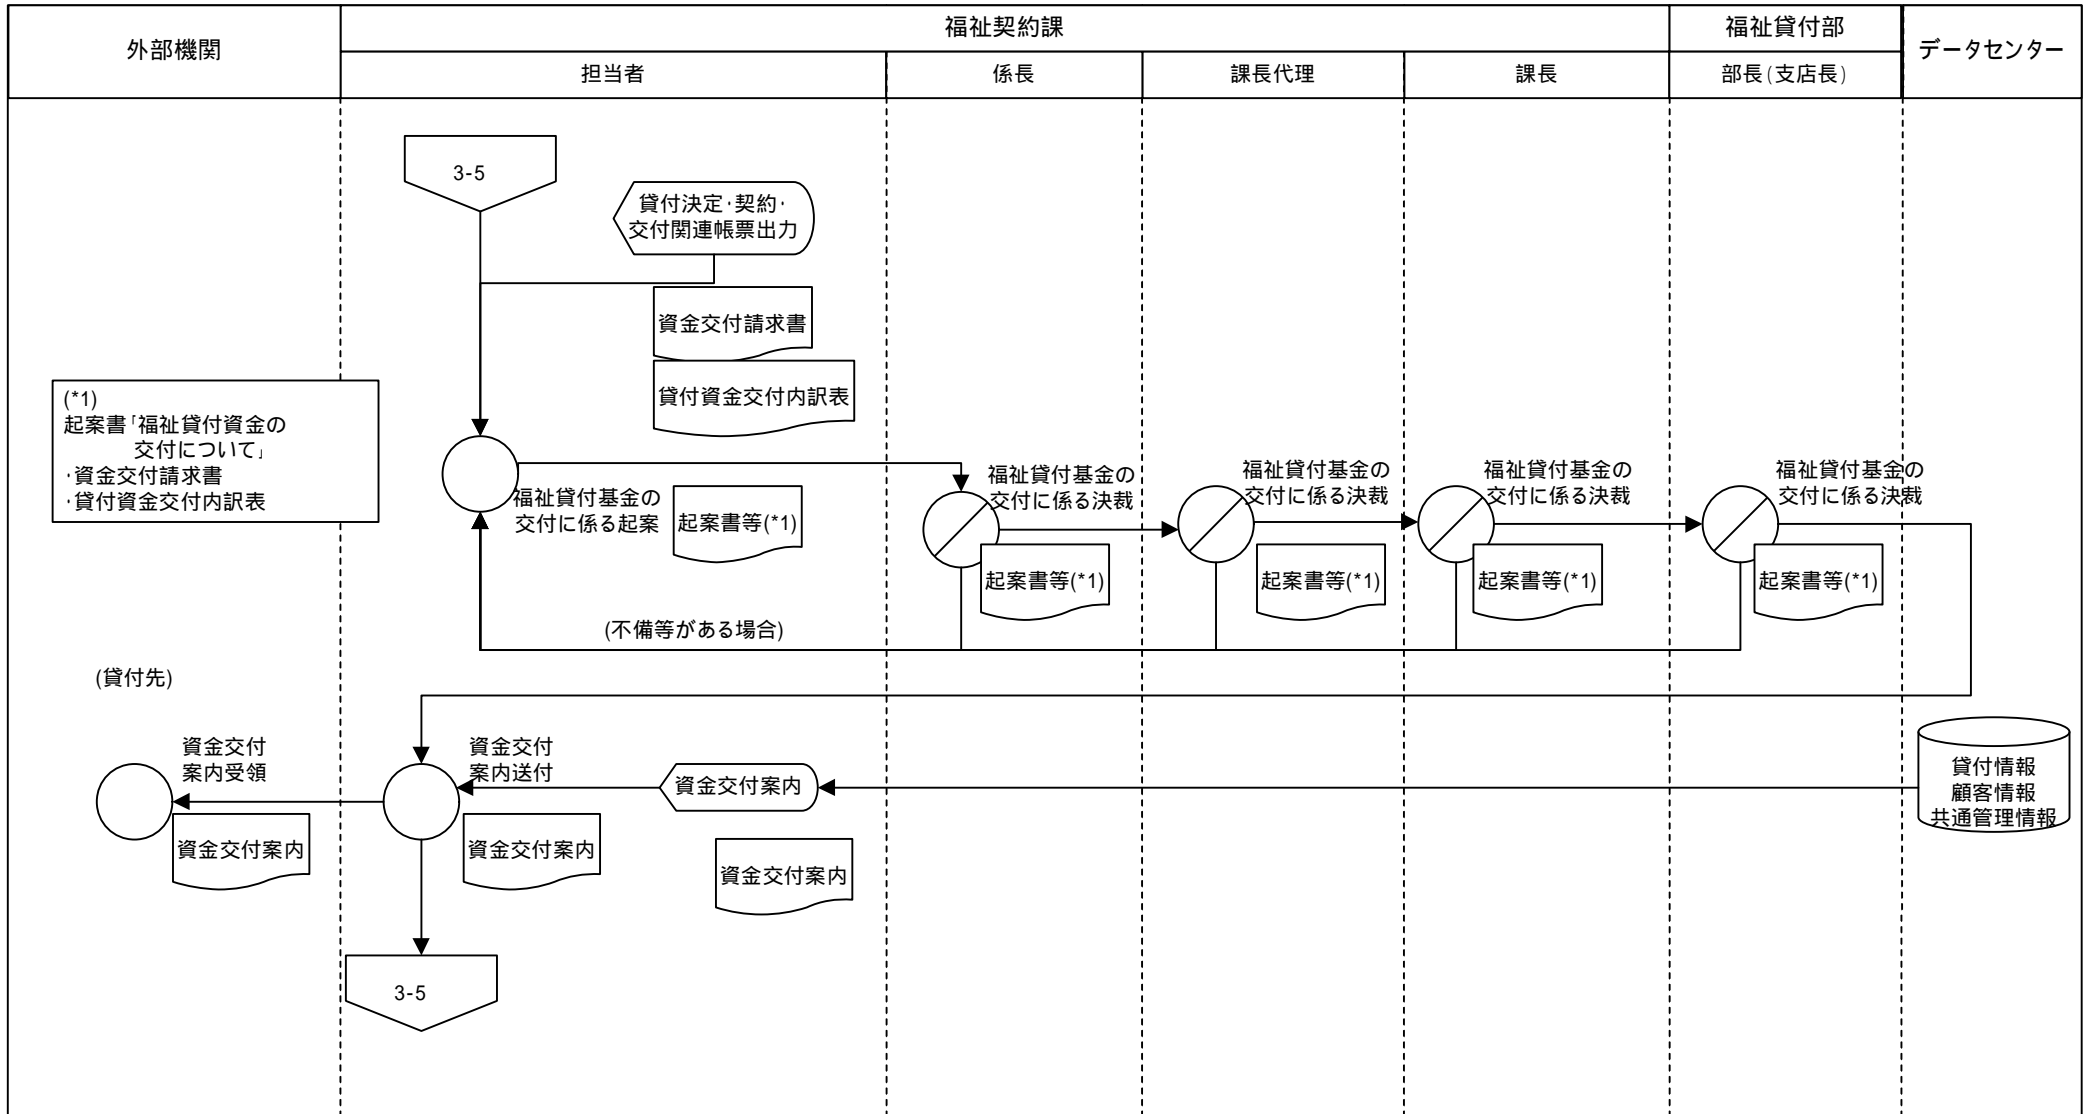 外部機関
福祉契約課
福祉貸付部
データセンター
担当者
係長
課長代理
課長
部長(支店長)
3-5
貸付決定・契約・
交付関連帳票出力
資金交付請求書
貸付資金交付内訳表
(*1)
起案書「福祉貸付資金の
交付について」
・資金交付請求書
・貸付資金交付内訳表
福祉貸付基金の
交付に係る起案
起案書等(*1)
福祉貸付基金の
交付に係る決裁
起案書等(*1)
福祉貸付基金の
交付に係る決裁
起案書等(*1)
福祉貸付基金の
交付に係る決裁
起案書等(*1)
福祉貸付基金の
交付に係る決裁
起案書等(*1)
(不備等がある場合)
(貸付先)
資金交付
案内受領
資金交付案内
資金交付
案内送付
資金交付案内
資金交付案内
資金交付案内
貸付情報
顧客情報
共通管理情報
3-5